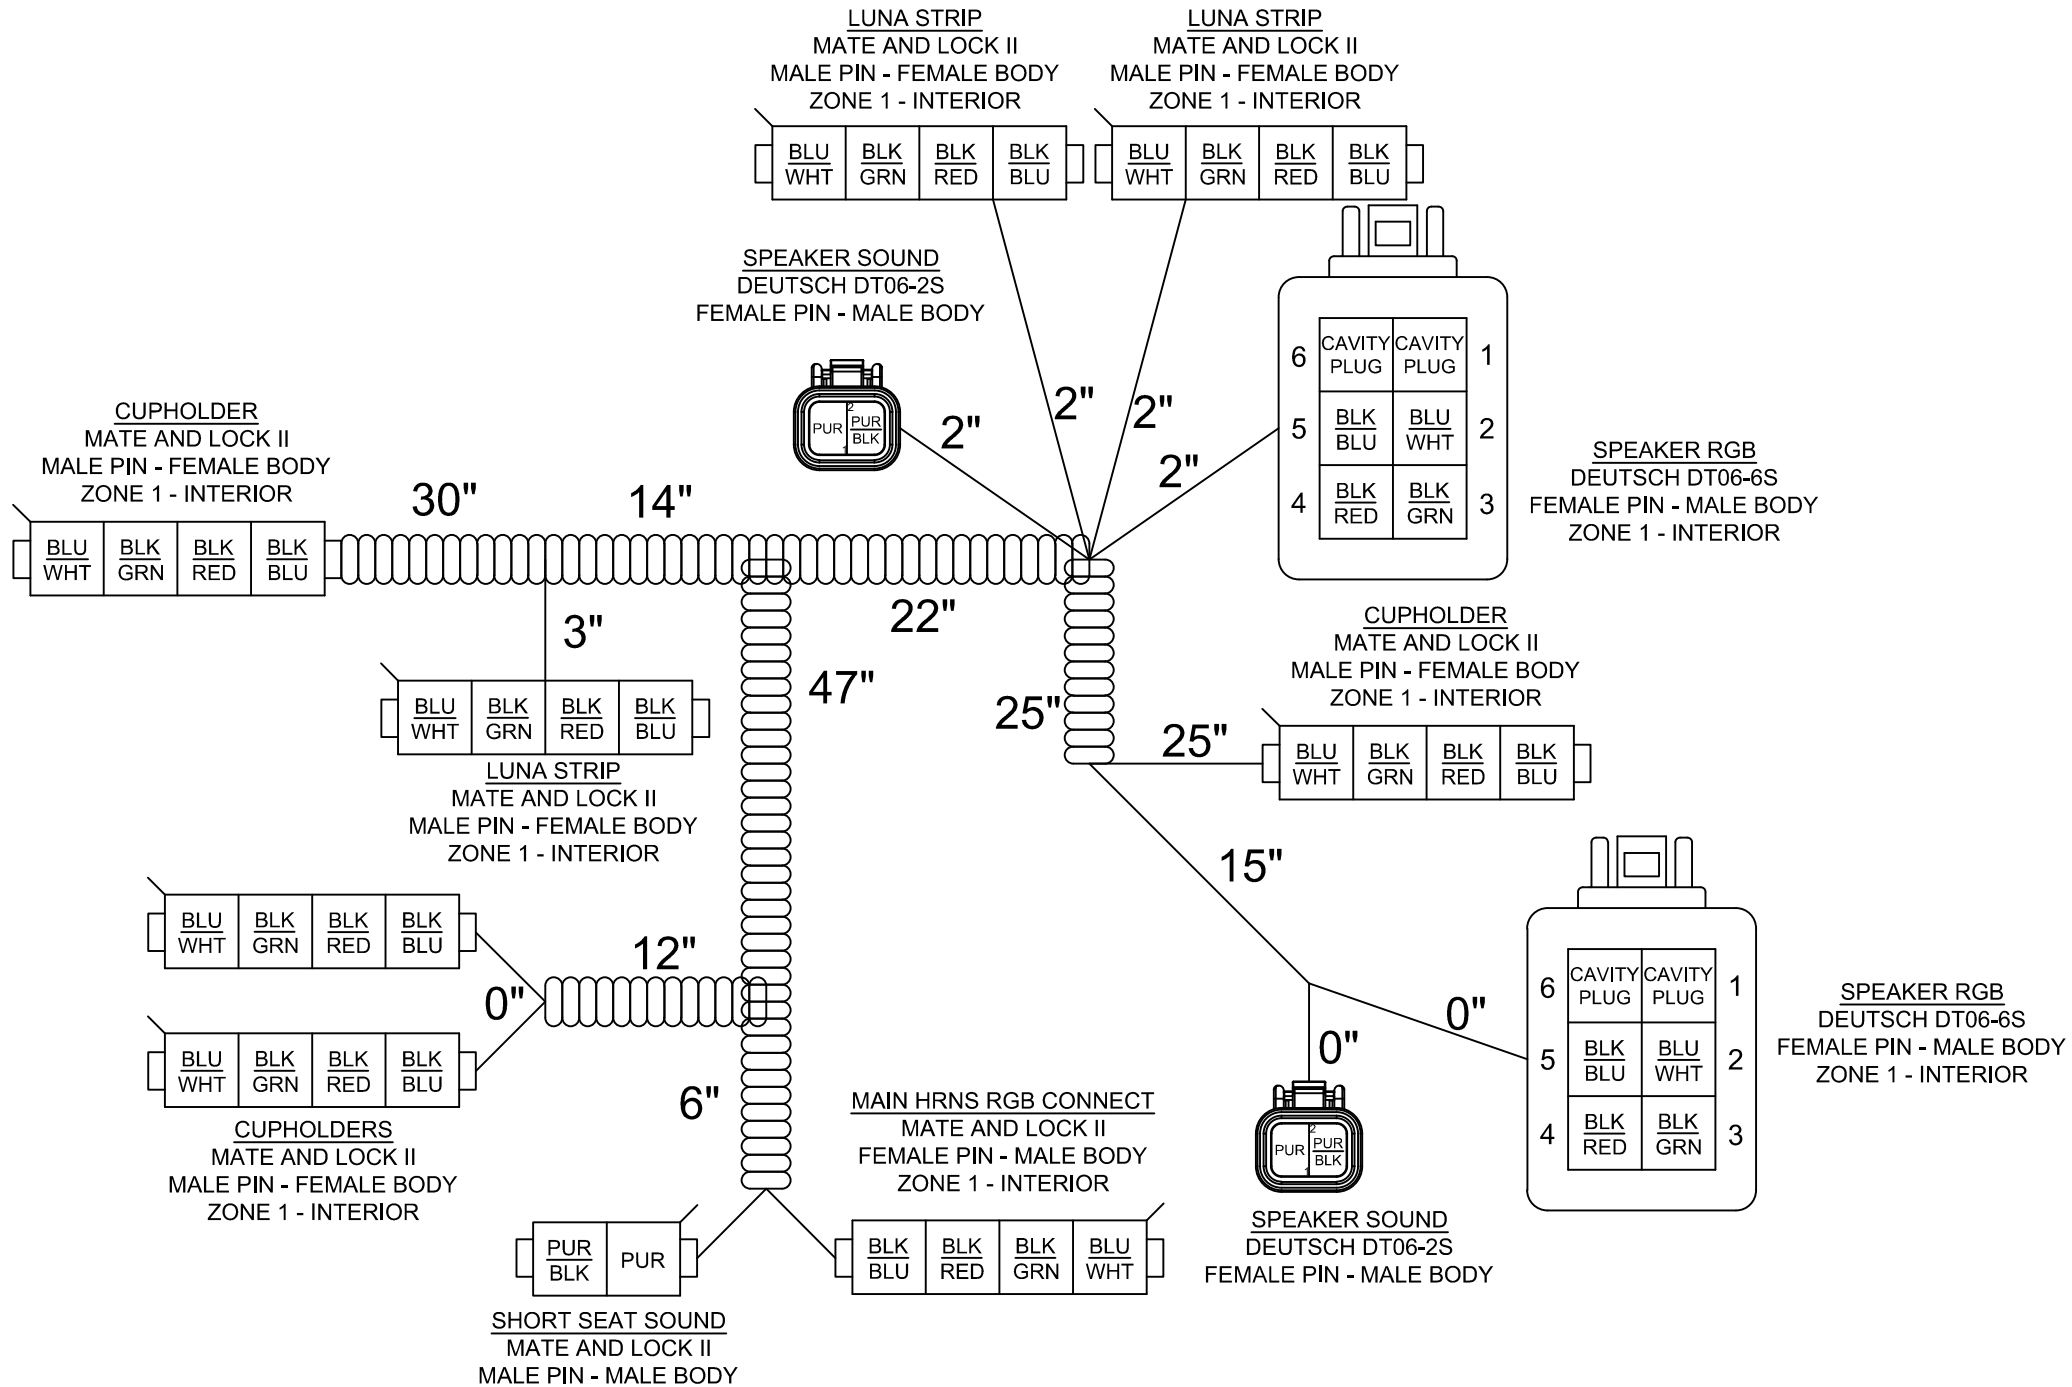 LUNA STRIP
MATE AND LOCK II
MALE PIN - FEMALE BODY
ZONE 1 - INTERIOR
BLU WHT BLK GRN BLK RED BLK BLU
LUNA STRIP
MATE AND LOCK II
MALE PIN - FEMALE BODY
ZONE 1 - INTERIOR
BLU WHT BLK GRN BLK RED BLK BLU
SPEAKER SOUND
DEUTSCH DT06-2S
FEMALE PIN - MALE BODY
PUR 1 2 PUR BLK
2"
2"
2"
2"
6 CAVITY PLUG CAVITY PLUG 1
5 BLK BLU BLU WHT 2
4 BLK RED BLK GRN 3
SPEAKER RGB
DEUTSCH DT06-6S
FEMALE PIN - MALE BODY
ZONE 1 - INTERIOR
CUPHOLDER
MATE AND LOCK II
MALE PIN - FEMALE BODY
ZONE 1 - INTERIOR
BLU WHT BLK GRN BLK RED BLK BLU
30"
14"
22"
3"
47"
25"
BLU WHT BLK GRN BLK RED BLK BLU
LUNA STRIP
MATE AND LOCK II
MALE PIN - FEMALE BODY
ZONE 1 - INTERIOR
CUPHOLDER
MATE AND LOCK II
MALE PIN - FEMALE BODY
ZONE 1 - INTERIOR
25"
BLU WHT BLK GRN BLK RED BLK BLU
15"
BLU WHT BLK GRN BLK RED BLK BLU
12"
0"
BLU WHT BLK GRN BLK RED BLK BLU
CUPHOLDERS
MATE AND LOCK II
MALE PIN - FEMALE BODY
ZONE 1 - INTERIOR
6"
MAIN HRNS RGB CONNECT
MATE AND LOCK II
FEMALE PIN - MALE BODY
ZONE 1 - INTERIOR
BLK BLU BLK RED BLK GRN BLU WHT
PUR BLK PUR
SHORT SEAT SOUND
MATE AND LOCK II
MALE PIN - MALE BODY
0"
0"
PUR 1 2 PUR BLK
SPEAKER SOUND
DEUTSCH DT06-2S
FEMALE PIN - MALE BODY
6 CAVITY PLUG CAVITY PLUG 1
5 BLK BLU BLU WHT 2
4 BLK RED BLK GRN 3
SPEAKER RGB
DEUTSCH DT06-6S
FEMALE PIN - MALE BODY
ZONE 1 - INTERIOR